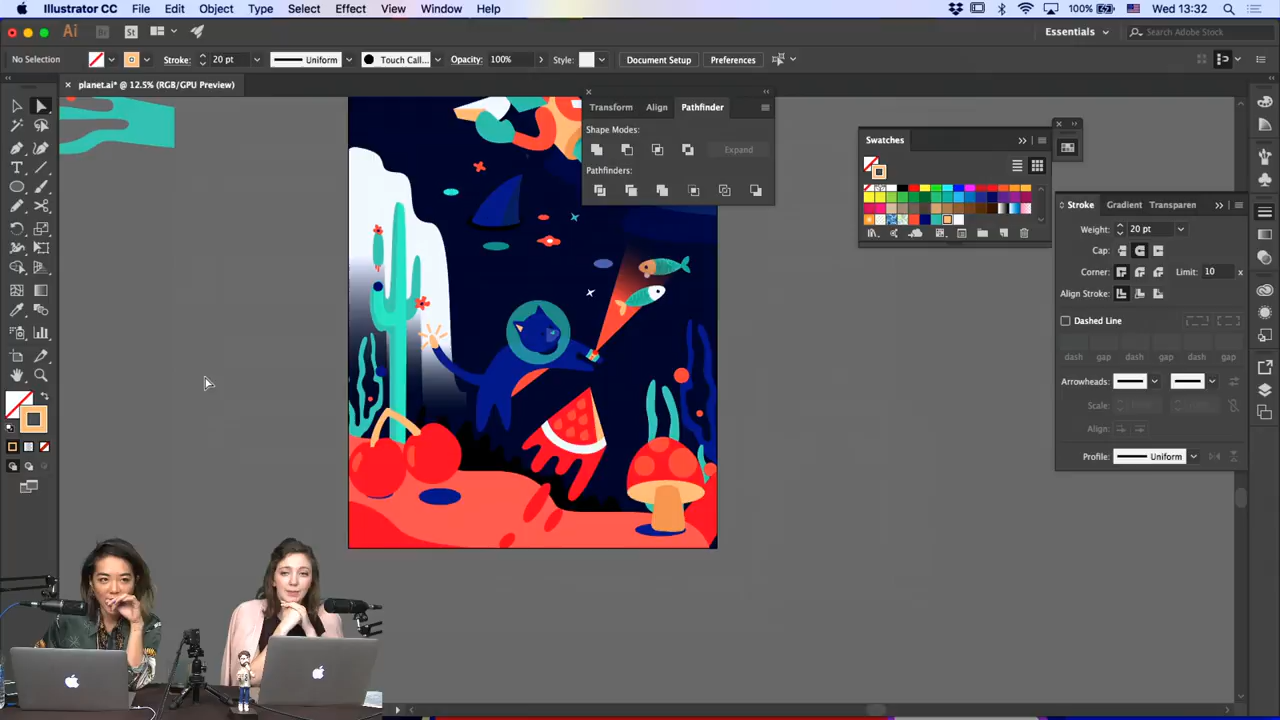 Illustrator CC File Edit Object Type Select Effect View Window Help 100% Wed 13:32
Ai Br St Essentials Search Adobe Stock
No Selection Stroke: 20 pt Uniform Touch Call... Opacity: 100% Style: Document Setup Preferences
× planet.ai* @ 12.5% (RGB/GPU Preview)
Transform Align Pathfinder
Shape Modes:
Expand
Pathfinders:
Swatches
Stroke Gradient Transparen
Weight: 20 pt
Cap:
Corner: Limit: 10 x
Align Stroke:
Dashed Line
dash gap dash gap dash gap
Arrowheads:
Scale:
Align:
Profile: Uniform